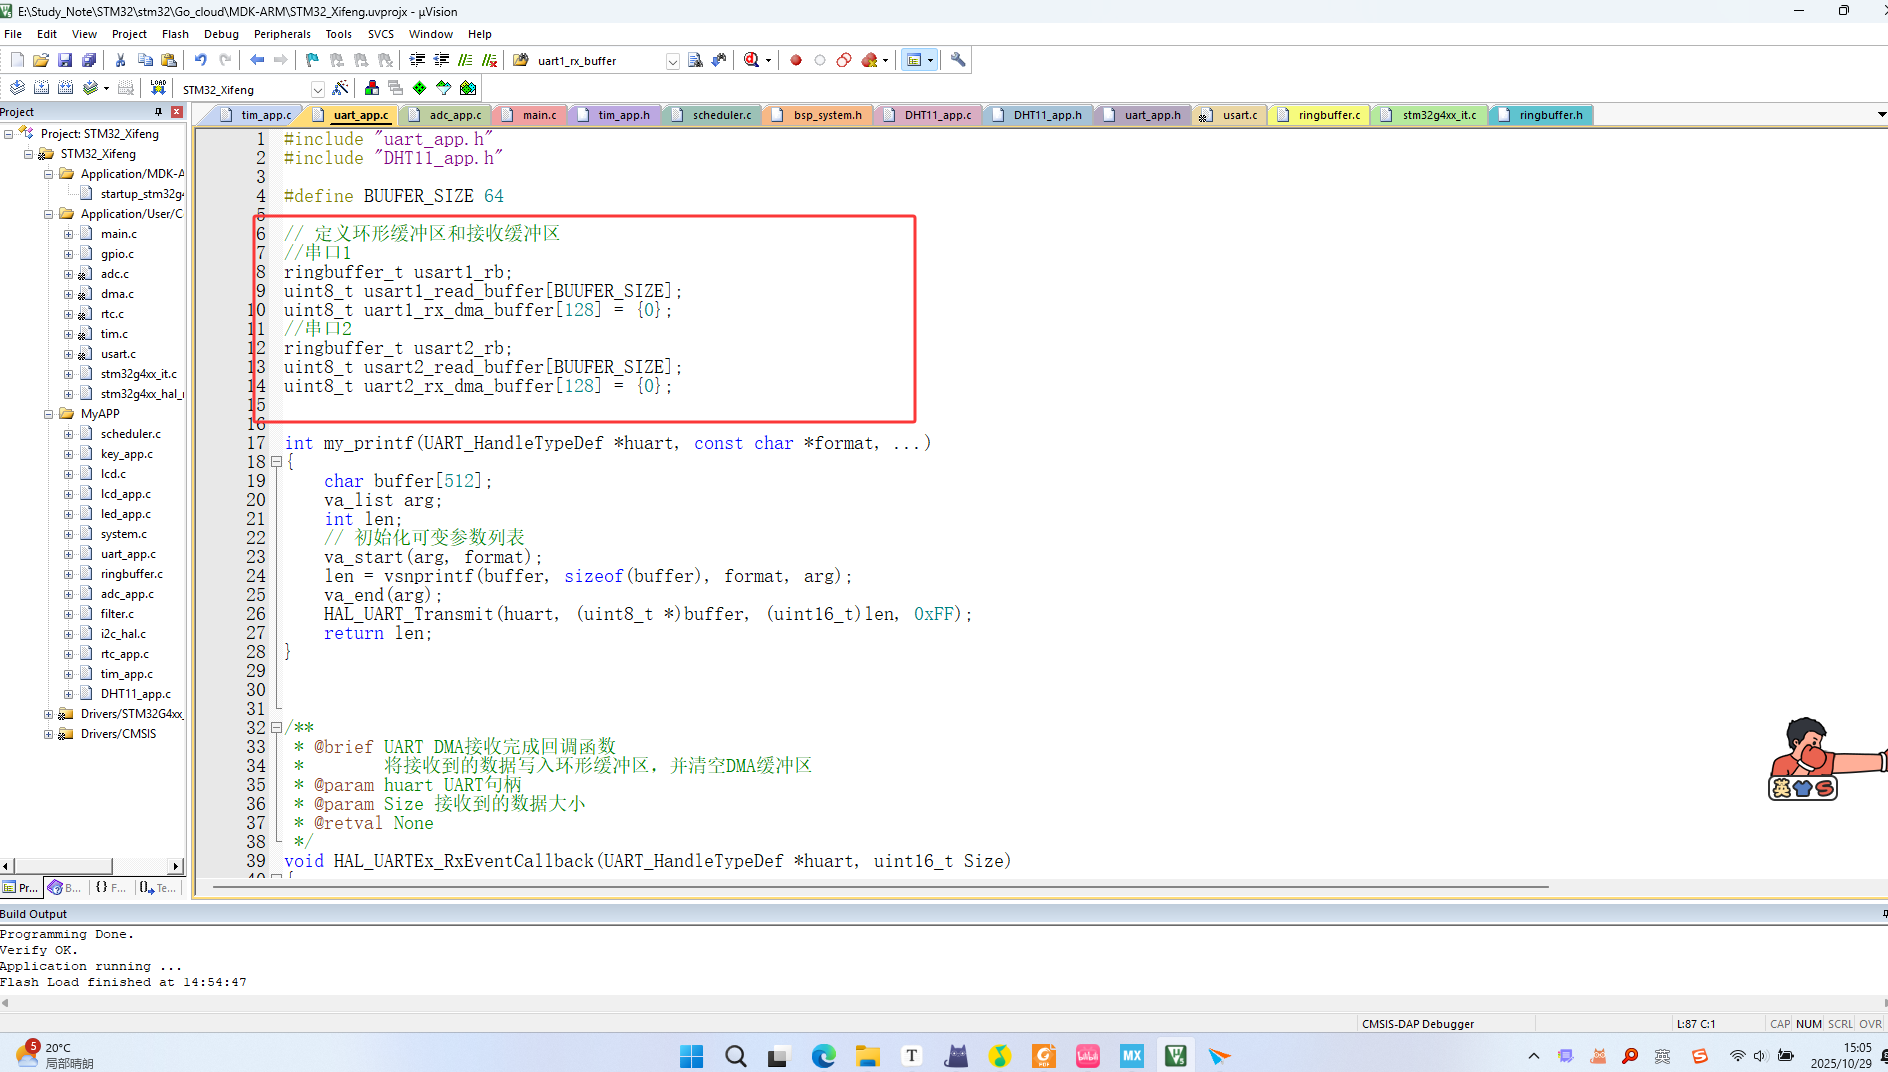 E:\Study_Note\STM32\stm32\Go_cloud\MDK-ARM\STM32_Xifeng.uvprojx - µVision
File Edit View Project Flash Debug Peripherals Tools SVCS Window Help
uart1_rx_buffer
LOAD STM32_Xifeng
Project
tim_app.c uart_app.c adc_app.c main.c tim_app.h scheduler.c bsp_system.h DHT11_app.c DHT11_app.h uart_app.h usart.c ringbuffer.c stm32g4xx_it.c ringbuffer.h
Project: STM32_Xifeng
STM32_Xifeng
Application/MDK-A
startup_stm32g4
Application/User/C
main.c
gpio.c
adc.c
dma.c
rtc.c
tim.c
usart.c
stm32g4xx_it.c
stm32g4xx_hal_
MyAPP
scheduler.c
key_app.c
lcd.c
lcd_app.c
led_app.c
system.c
uart_app.c
ringbuffer.c
adc_app.c
filter.c
i2c_hal.c
rtc_app.c
tim_app.c
DHT11_app.c
Drivers/STM32G4xx_
Drivers/CMSIS
Pr... B... {} F... Te...
1 #include "uart_app.h"
2 #include "DHT11_app.h"
3
4 #define BUUFER_SIZE 64
5
6 // 定义环形缓冲区和接收缓冲区
7 //串口1
8 ringbuffer_t usart1_rb;
9 uint8_t usart1_read_buffer[BUUFER_SIZE];
10 uint8_t uart1_rx_dma_buffer[128] = {0};
11 //串口2
12 ringbuffer_t usart2_rb;
13 uint8_t usart2_read_buffer[BUUFER_SIZE];
14 uint8_t uart2_rx_dma_buffer[128] = {0};
15
16
17 int my_printf(UART_HandleTypeDef *huart, const char *format, ...)
18 {
19 char buffer[512];
20 va_list arg;
21 int len;
22 // 初始化可变参数列表
23 va_start(arg, format);
24 len = vsnprintf(buffer, sizeof(buffer), format, arg);
25 va_end(arg);
26 HAL_UART_Transmit(huart, (uint8_t *)buffer, (uint16_t)len, 0xFF);
27 return len;
28 }
29
30
31
32 /**
33 * @brief UART DMA接收完成回调函数
34 * 将接收到的数据写入环形缓冲区，并清空DMA缓冲区
35 * @param huart UART句柄
36 * @param Size 接收到的数据大小
37 * @retval None
38 */
39 void HAL_UARTEx_RxEventCallback(UART_HandleTypeDef *huart, uint16_t Size)
40 {
英 S
Build Output
Programming Done.
Verify OK.
Application running ...
Flash Load finished at 14:54:47
CMSIS-DAP Debugger L:87 C:1 CAP NUM SCRL OVR
5 20°C
局部晴朗
T MX 英 S
15:05
2025/10/29